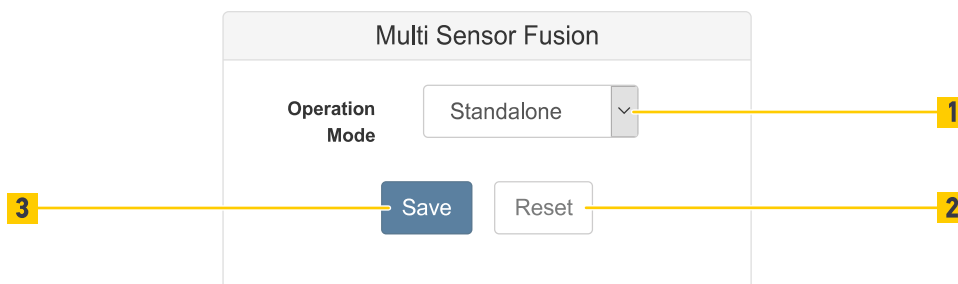 Multi Sensor Fusion
Operation
Mode
Standalone
1
3
Save
Reset
2